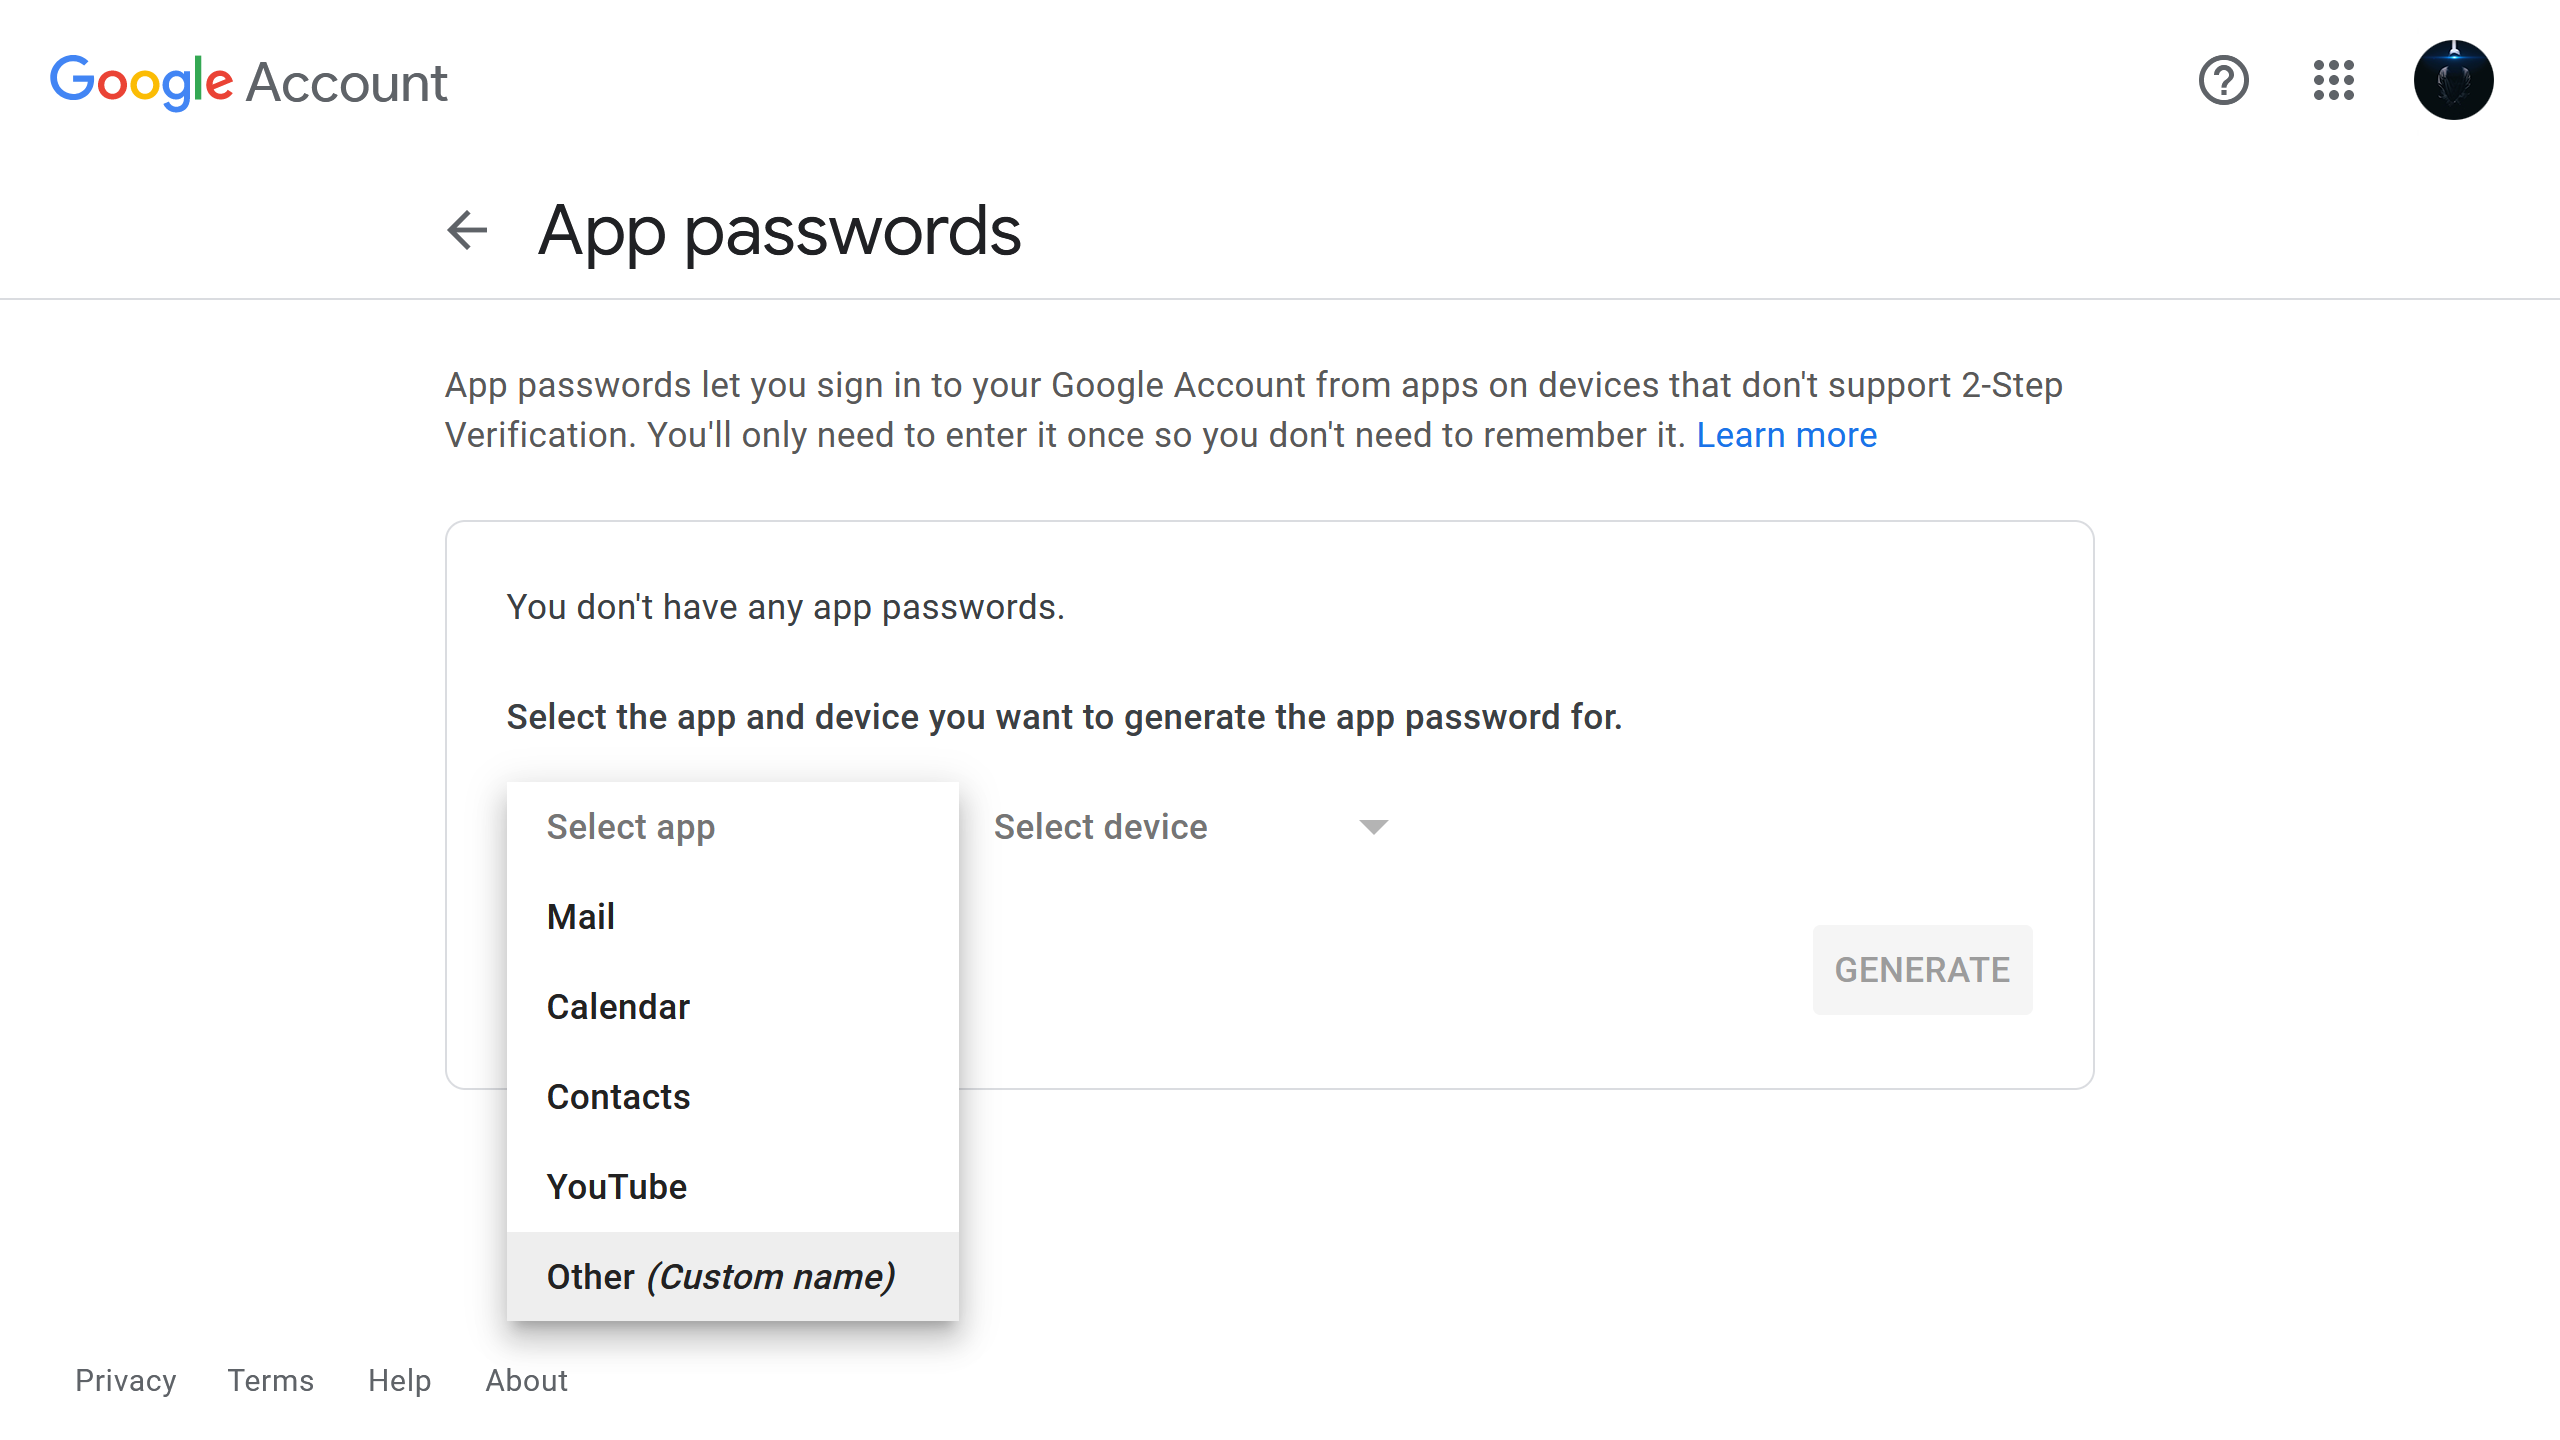 Google Account
App passwords
App passwords let you sign in to your Google Account from apps on devices that don't support 2-Step
Verification. You'll only need to enter it once so you don't need to remember it. Learn more
You don't have any app passwords.
Select the app and device you want to generate the app password for.
Select app
Select device
Mail
Calendar
Contacts
YouTube
Other (Custom name)
GENERATE
Privacy Terms Help About